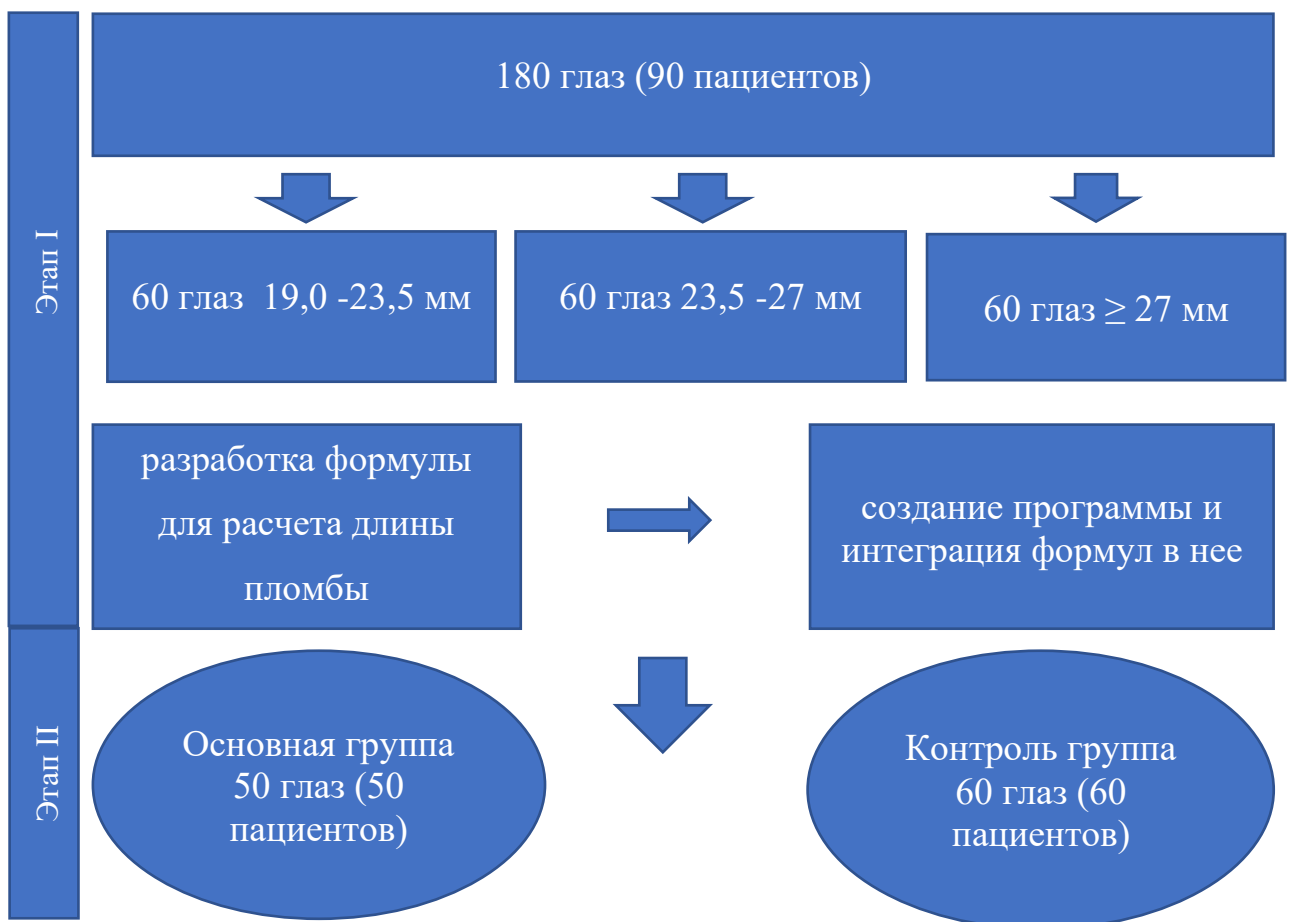 Этап I
180 глаз (90 пациентов)
60 глаз  19,0 -23,5 мм
60 глаз 23,5 -27 мм
60 глаз ≥ 27 мм
разработка формулы
для расчета длины
пломбы
создание программы и
интеграция формул в нее
Этап II
Основная группа
50 глаз (50
пациентов)
Контроль группа
60 глаз (60
пациентов)